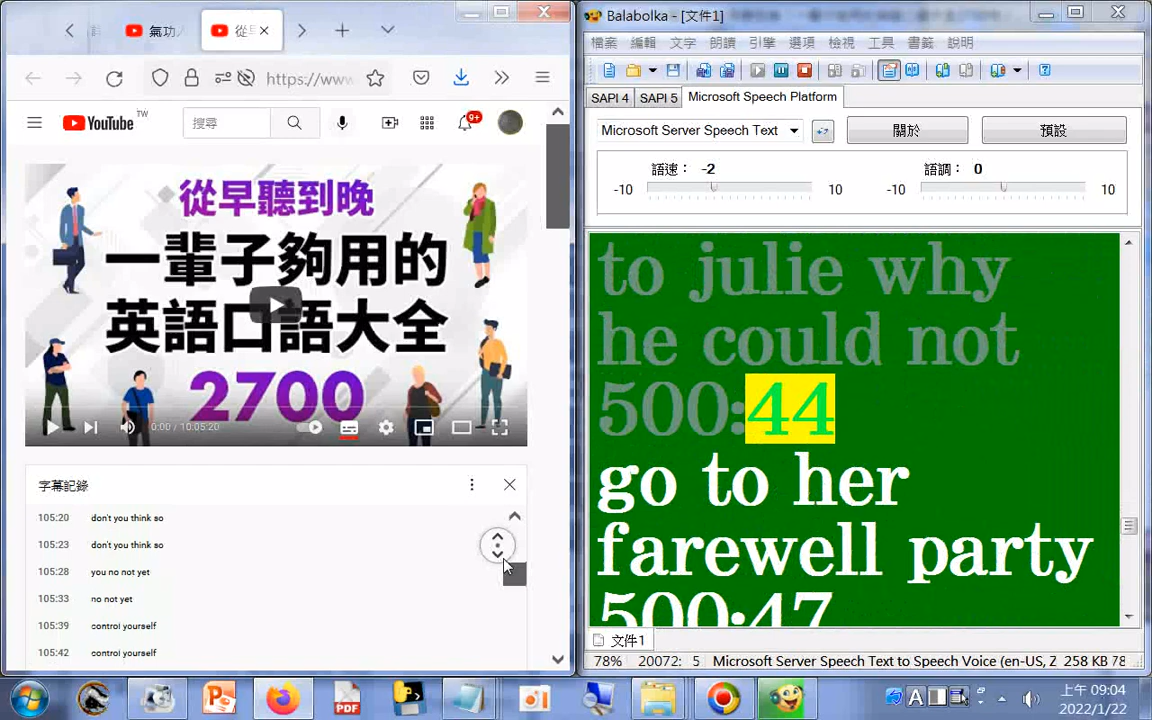 氣功
從
https://www
YouTube TW
搜尋
9+
從早聽到晚
一輩子夠用的
英語口語大全
2700
0:00 / 10:05:20
字幕記錄
105:20 don't you think so
105:23 don't you think so
105:28 you no not yet
105:33 no not yet
105:39 control yourself
105:42 control yourself
Balabolka - [文件1]
檔案 編輯 文字 朗讀 引擎 選項 檢視 工具 書籤 說明
SAPI 4 SAPI 5 Microsoft Speech Platform
Microsoft Server Speech Text 關於 預設
語速： -2 語調： 0
-10 10 -10 10
to julie why
he could not
500:44
go to her
farewell party
500:47
文件1
78% 20072: 5 Microsoft Server Speech Text to Speech Voice (en-US, Z 258 KB 78
PDF
A
上午 09:04
2022/1/22